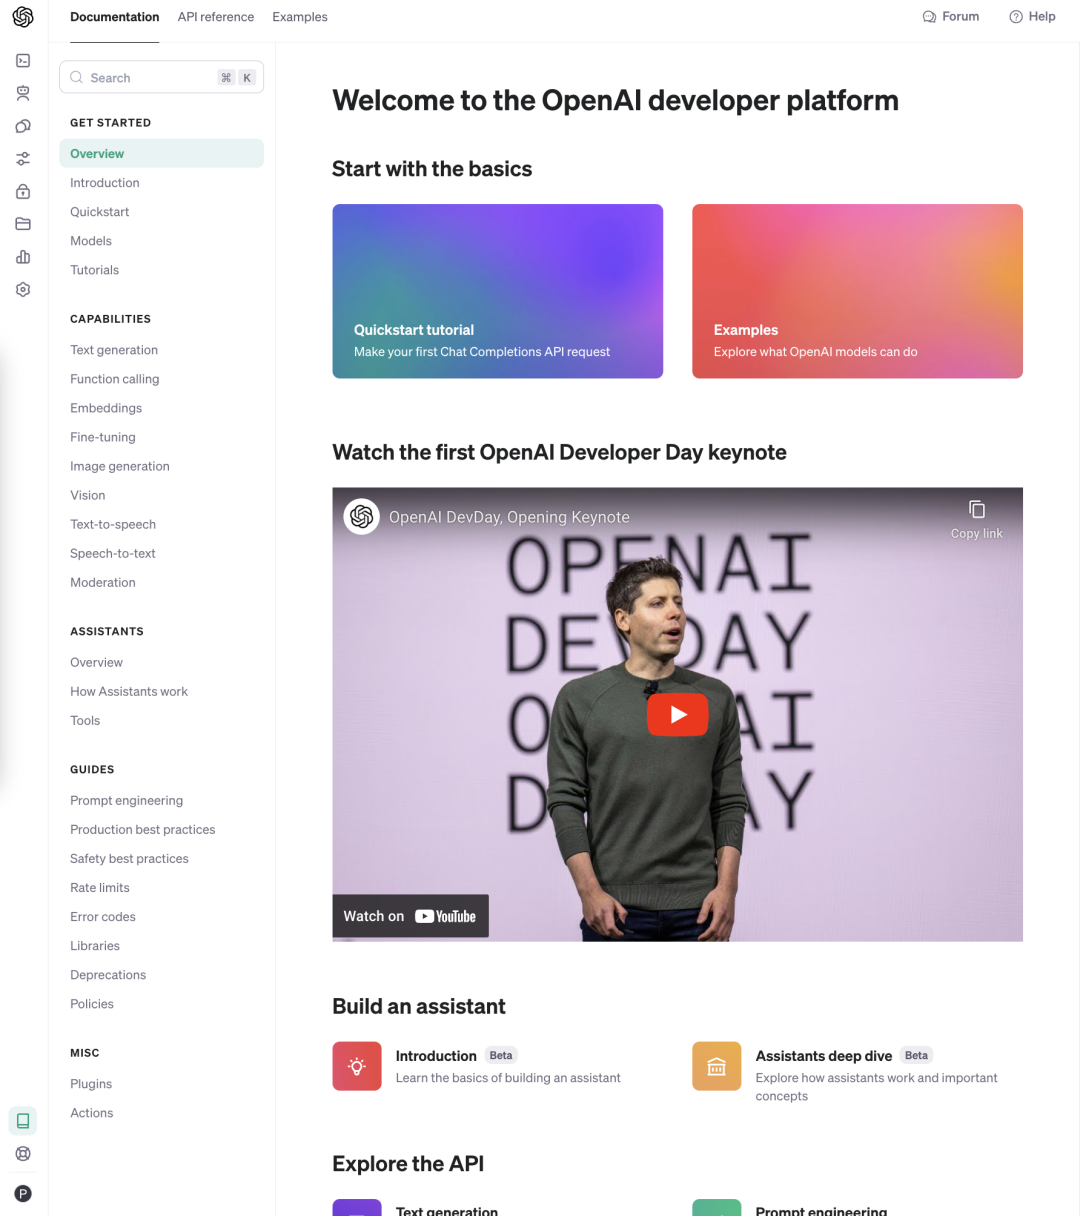 Documentation
API reference
Examples
Forum
Help
Search
⌘ K
GET STARTED
Overview
Introduction
Quickstart
Models
Tutorials
CAPABILITIES
Text generation
Function calling
Embeddings
Fine-tuning
Image generation
Vision
Text-to-speech
Speech-to-text
Moderation
ASSISTANTS
Overview
How Assistants work
Tools
GUIDES
Prompt engineering
Production best practices
Safety best practices
Rate limits
Error codes
Libraries
Deprecations
Policies
MISC
Plugins
Actions
P
Welcome to the OpenAI developer platform
Start with the basics
Quickstart tutorial
Make your first Chat Completions API request
Examples
Explore what OpenAI models can do
Watch the first OpenAI Developer Day keynote
OpenAI DevDay, Opening Keynote
Copy link
OPENAI
DEVDAY
OPENAI
DEVDAY
Watch on YouTube
Build an assistant
Introduction Beta
Learn the basics of building an assistant
Assistants deep dive Beta
Explore how assistants work and important
concepts
Explore the API
Text generation
Prompt engineering